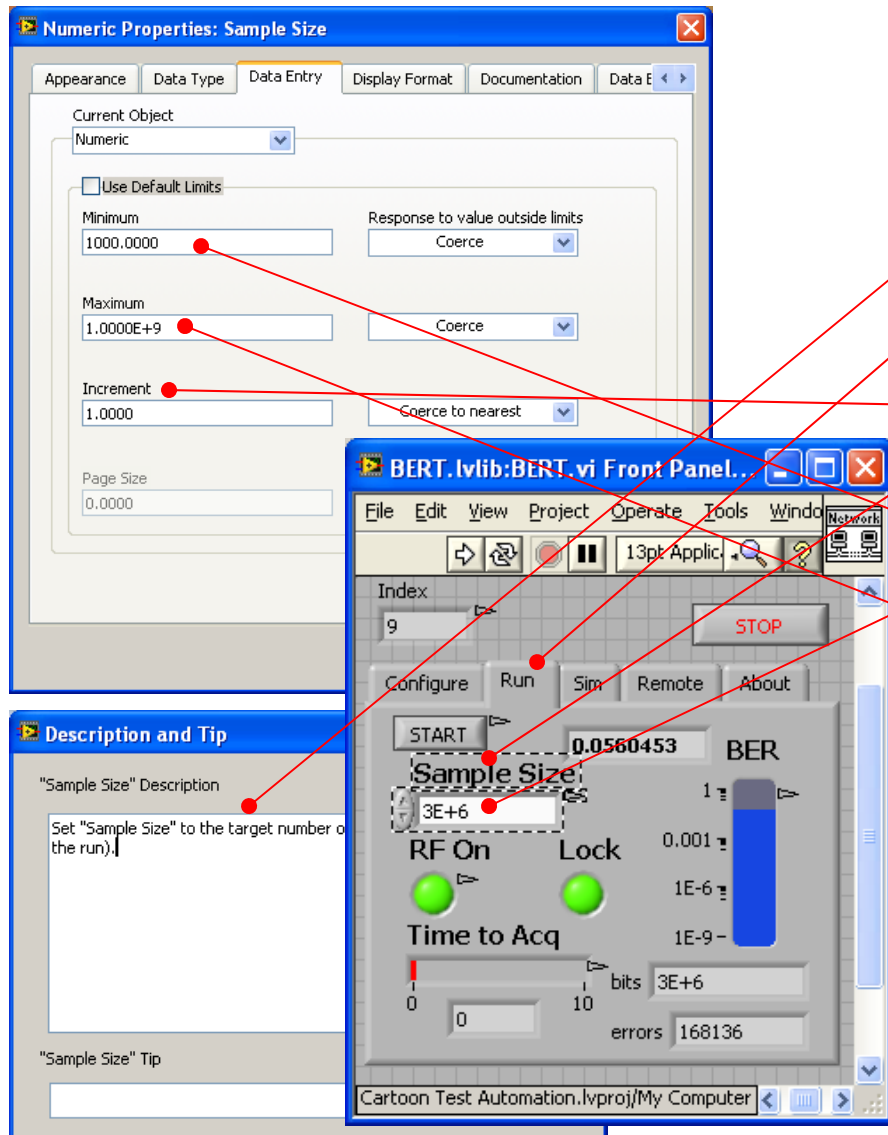 Numeric Properties: Sample Size
Appearance Data Type Data Entry Display Format Documentation Data E
Current Object
Numeric
Use Default Limits
Minimum Response to value outside limits
1000.0000 Coerce
Maximum
1.0000E+9 Coerce
Increment
1.0000 Coerce to nearest
Page Size
0.0000
BERT.lvlib:BERT.vi Front Panel...
File Edit View Project Operate Tools Windo
Network
13pt Applic
Index
9
STOP
Configure Run Sim Remote About
START 0.0560453 BER
Sample Size
3E+6
RF On Lock
1
0.001
1E-6
1E-9
Time to Acq
0 10
0
bits 3E+6
errors 168136
Cartoon Test Automation.lvproj/My Computer
Description and Tip
"Sample Size" Description
Set "Sample Size" to the target number o
the run).
"Sample Size" Tip